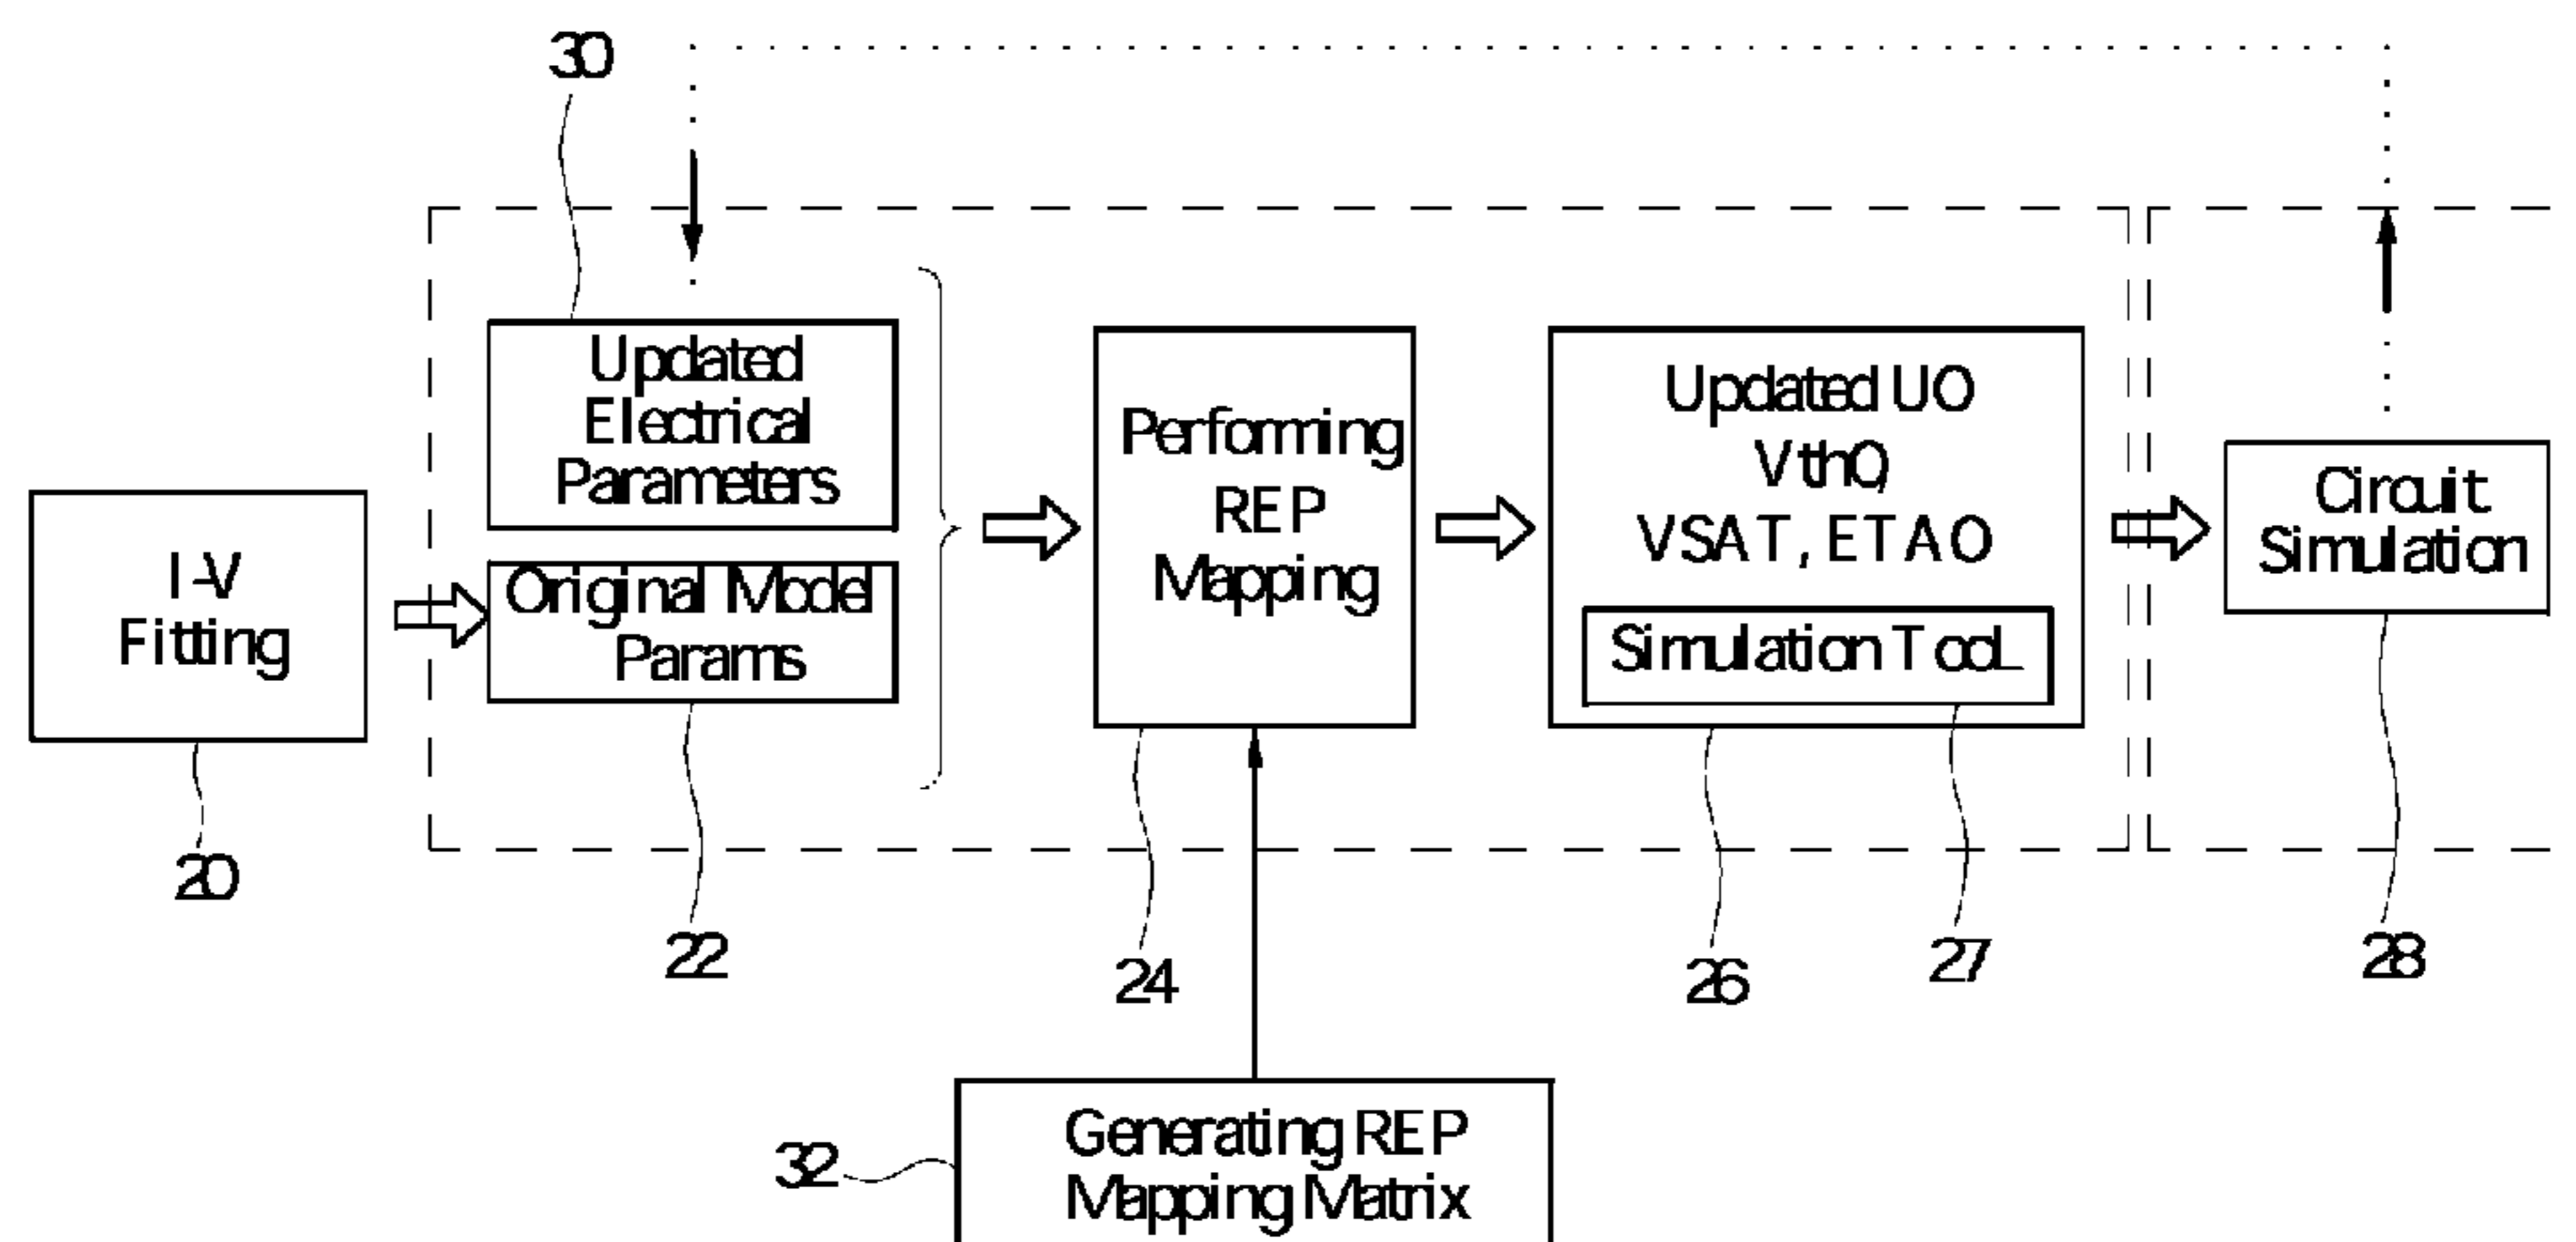 30
Updated
Electrical
Parameters
I-V
Fitting
Original Model
Params
Performing
REP
Mapping
Updated UO
Vth0,
VSAT, ETAO
Simulation TooL
Circuit
Simulation
20
22
24
26
27
28
32
Generating REP
Mapping Matrix